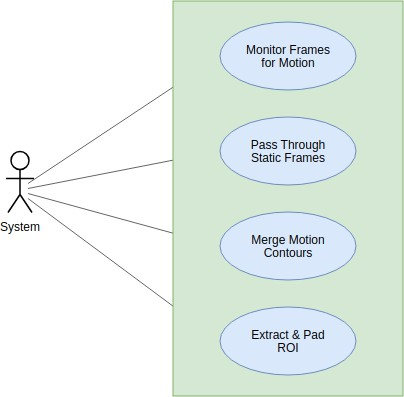 Monitor Frames
for Motion
Pass Through
Static Frames
System
Merge Motion
Contours
Extract & Pad
ROI